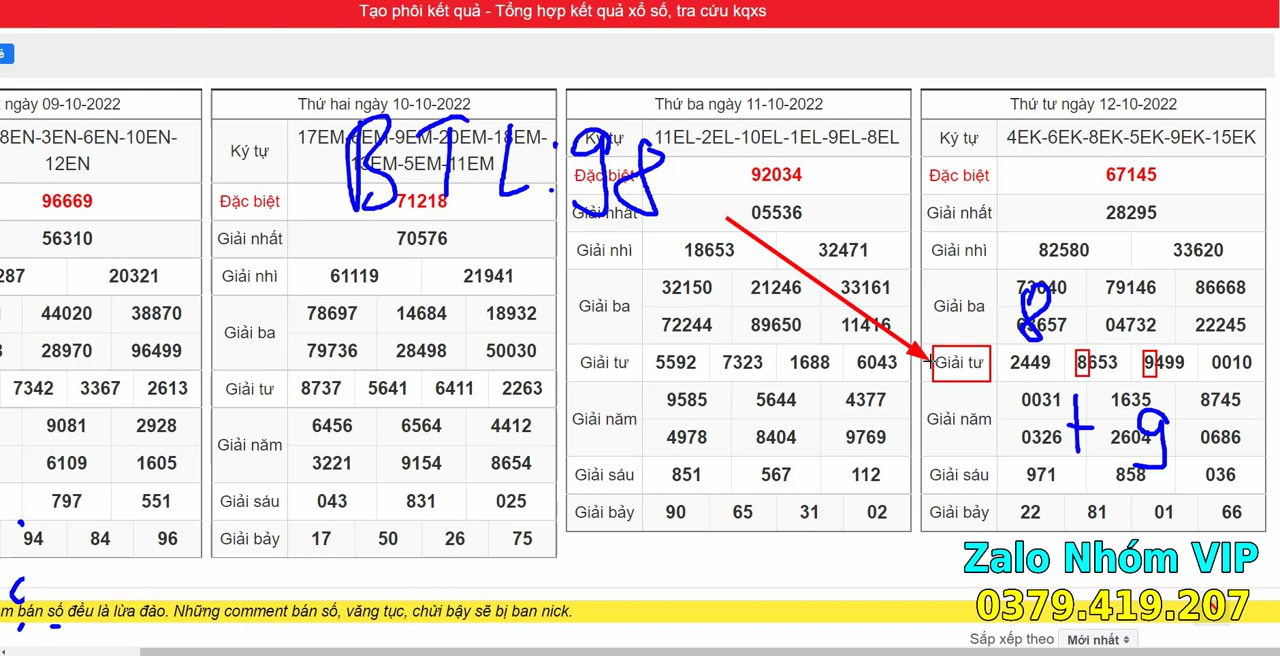 Tạo phôi kết quả - Tổng hợp kết quả xổ số, tra cứu kqxs
ngày 09-10-2022
8EN-3EN-6EN-10EN-
12EN
96669
56310
287 20321
44020 38870
28970 96499
7342 3367 2613
9081 2928
6109 1605
797 551
94 84 96
Thứ hai ngày 10-10-2022
Ký tự 17EM-6EM-9EM-20EM-18EM-
13EM-5EM-11EM
Đặc biệt 71218
Giải nhất 70576
Giải nhì 61119 21941
Giải ba 78697 14684 18932
79736 28498 50030
Giải tư 8737 5641 6411 2263
Giải năm 6456 6564 4412
3221 9154 8654
Giải sáu 043 831 025
Giải bảy 17 50 26 75
BTL:98
Thứ ba ngày 11-10-2022
Ký tự 11EL-2EL-10EL-1EL-9EL-8EL
Đặc biệt 92034
Giải nhất 05536
Giải nhì 18653 32471
Giải ba 32150 21246 33161
72244 89650 11416
Giải tư 5592 7323 1688 6043
Giải năm 9585 5644 4377
4978 8404 9769
Giải sáu 851 567 112
Giải bảy 90 65 31 02
Thứ tư ngày 12-10-2022
Ký tự 4EK-6EK-8EK-5EK-9EK-15EK
Đặc biệt 67145
Giải nhất 28295
Giải nhì 82580 33620
Giải ba 79146 86668
04732 22245
8
Giải tư 2449 8653 9499 0010
Giải năm 0031 1635 8745
0326 2604 0686
+ 9
Giải sáu 971 858 036
Giải bảy 22 81 01 66
Zalo Nhóm VIP
0379.419.207
bán số đều là lừa đảo. Những comment bán số, văng tục, chửi bậy sẽ bị ban nick.
Sắp xếp theo Mới nhất